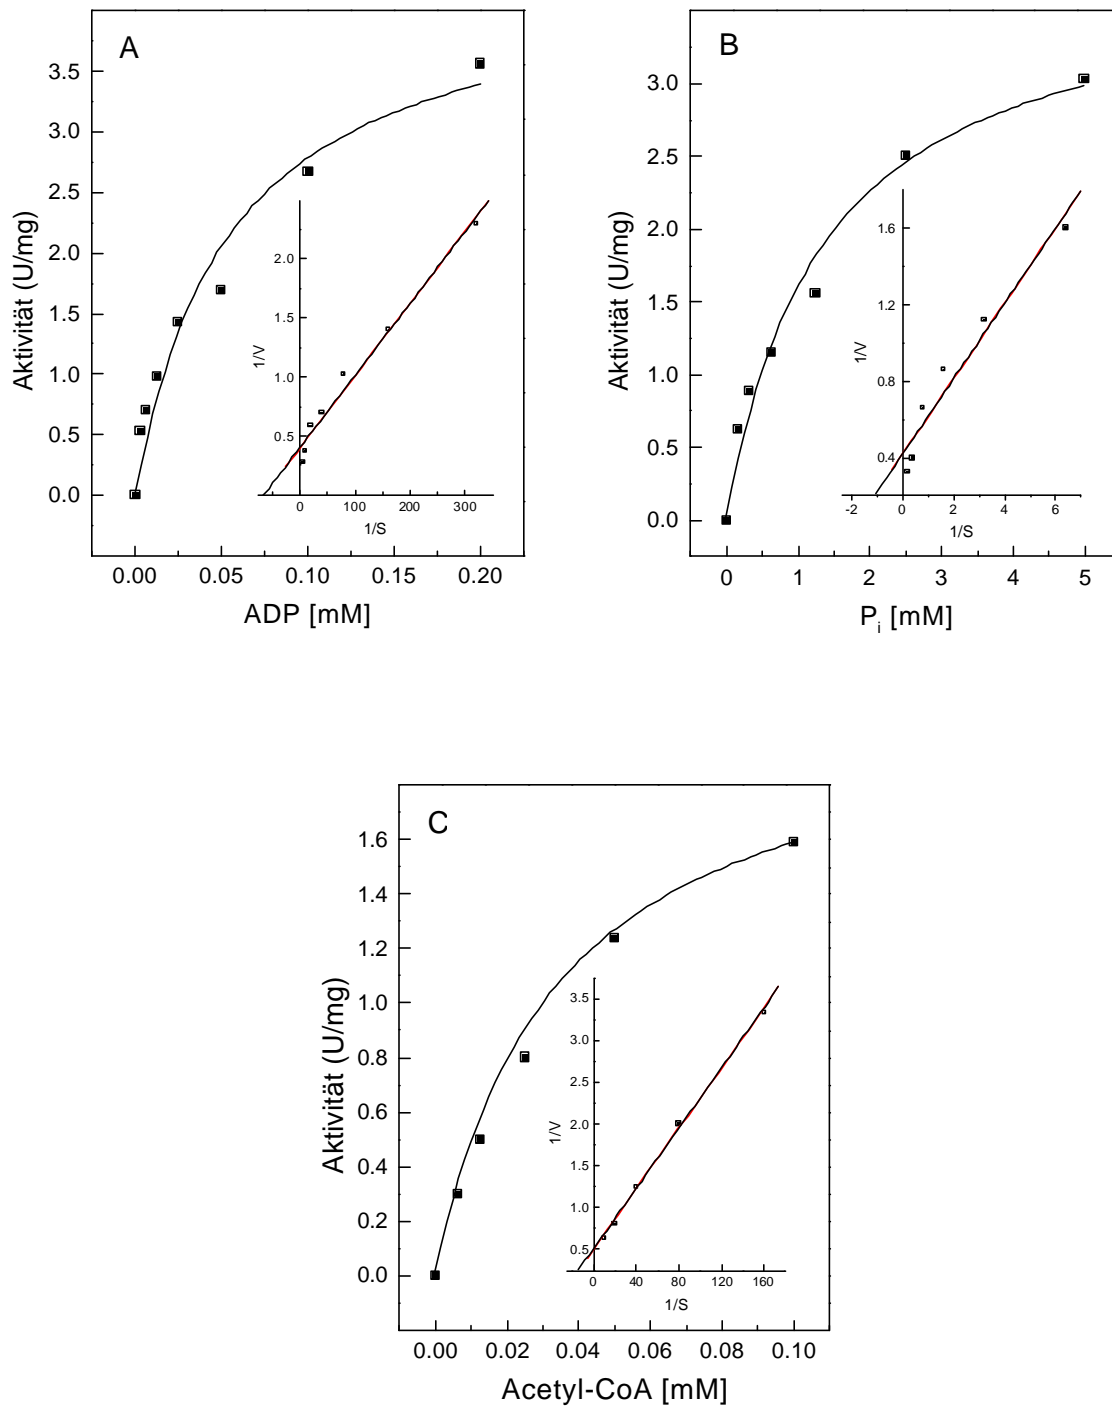 A
3.5
3.0
2.5
2.0
1.5
1.0
0.5
0.0
Aktivität (U/mg)
0.00 0.05 0.10 0.15 0.20
ADP [mM]
2.0
1.5
1.0
0.5
1/V
0 100 200 300
1/S
B
3.0
2.5
2.0
1.5
1.0
0.5
0.0
Aktivität (U/mg)
0 1 2 3 4 5
P_i [mM]
1.6
1.2
0.8
0.4
1/V
-2 0 2 4 6
1/S
C
1.6
1.4
1.2
1.0
0.8
0.6
0.4
0.2
0.0
Aktivität (U/mg)
0.00 0.02 0.04 0.06 0.08 0.10
Acetyl-CoA [mM]
3.5
3.0
2.5
2.0
1.5
1.0
0.5
1/V
0 40 80 120 160
1/S